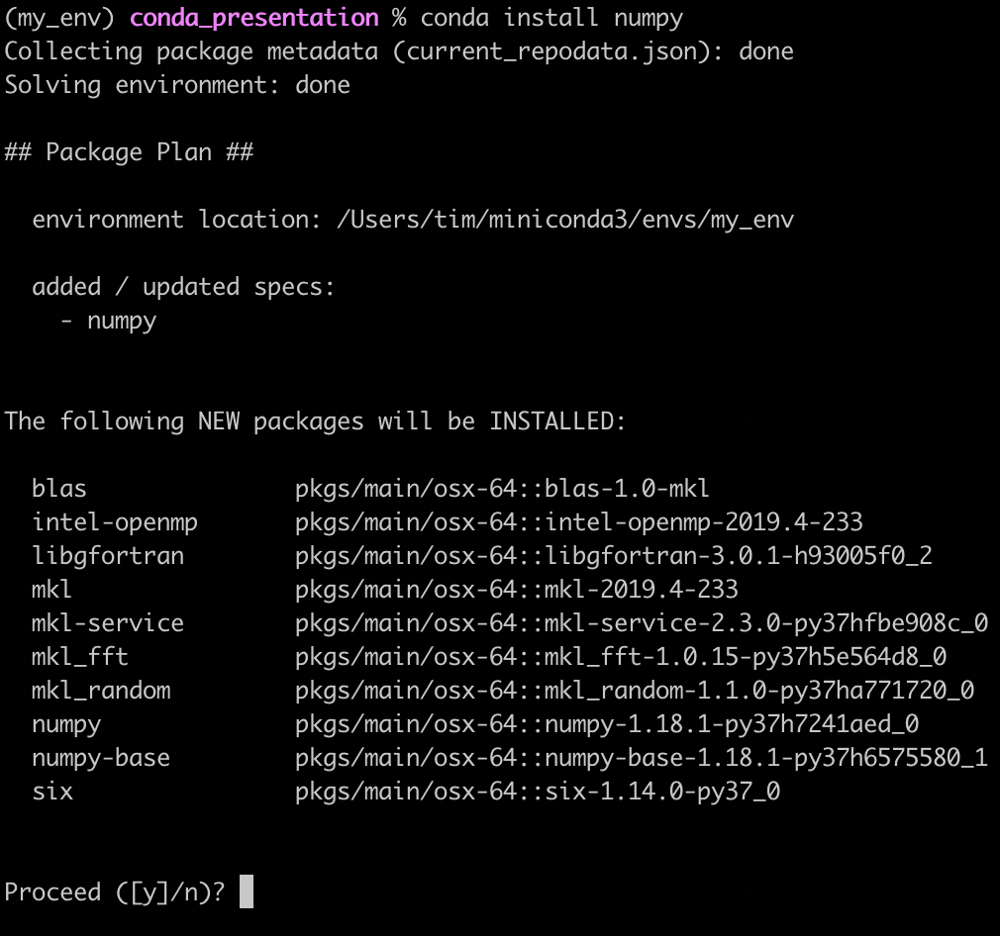 (my_env) conda_presentation % conda install numpy
Collecting package metadata (current_repodata.json): done
Solving environment: done
## Package Plan ##
environment location: /Users/tim/miniconda3/envs/my_env
added / updated specs:
- numpy
The following NEW packages will be INSTALLED:
blas pkgs/main/osx-64::blas-1.0-mkl
intel-openmp pkgs/main/osx-64::intel-openmp-2019.4-233
libgfortran pkgs/main/osx-64::libgfortran-3.0.1-h93005f0_2
mkl pkgs/main/osx-64::mkl-2019.4-233
mkl-service pkgs/main/osx-64::mkl-service-2.3.0-py37hfbe908c_0
mkl_fft pkgs/main/osx-64::mkl_fft-1.0.15-py37h5e564d8_0
mkl_random pkgs/main/osx-64::mkl_random-1.1.0-py37ha771720_0
numpy pkgs/main/osx-64::numpy-1.18.1-py37h7241aed_0
numpy-base pkgs/main/osx-64::numpy-base-1.18.1-py37h6575580_1
six pkgs/main/osx-64::six-1.14.0-py37_0
Proceed ([y]/n)?